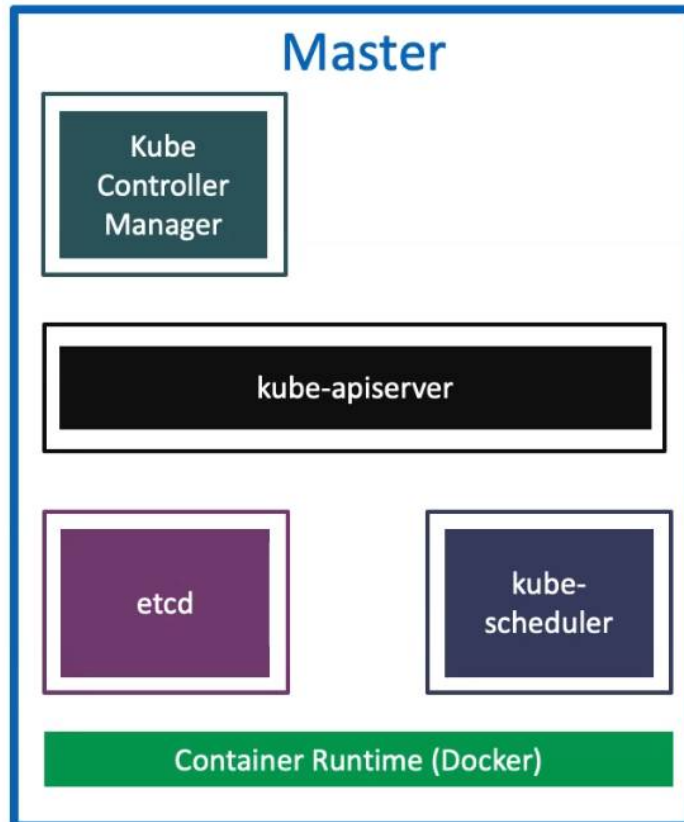 Master
Kube
Controller
Manager
kube-apiserver
etcd
kube-
scheduler
Container Runtime (Docker)